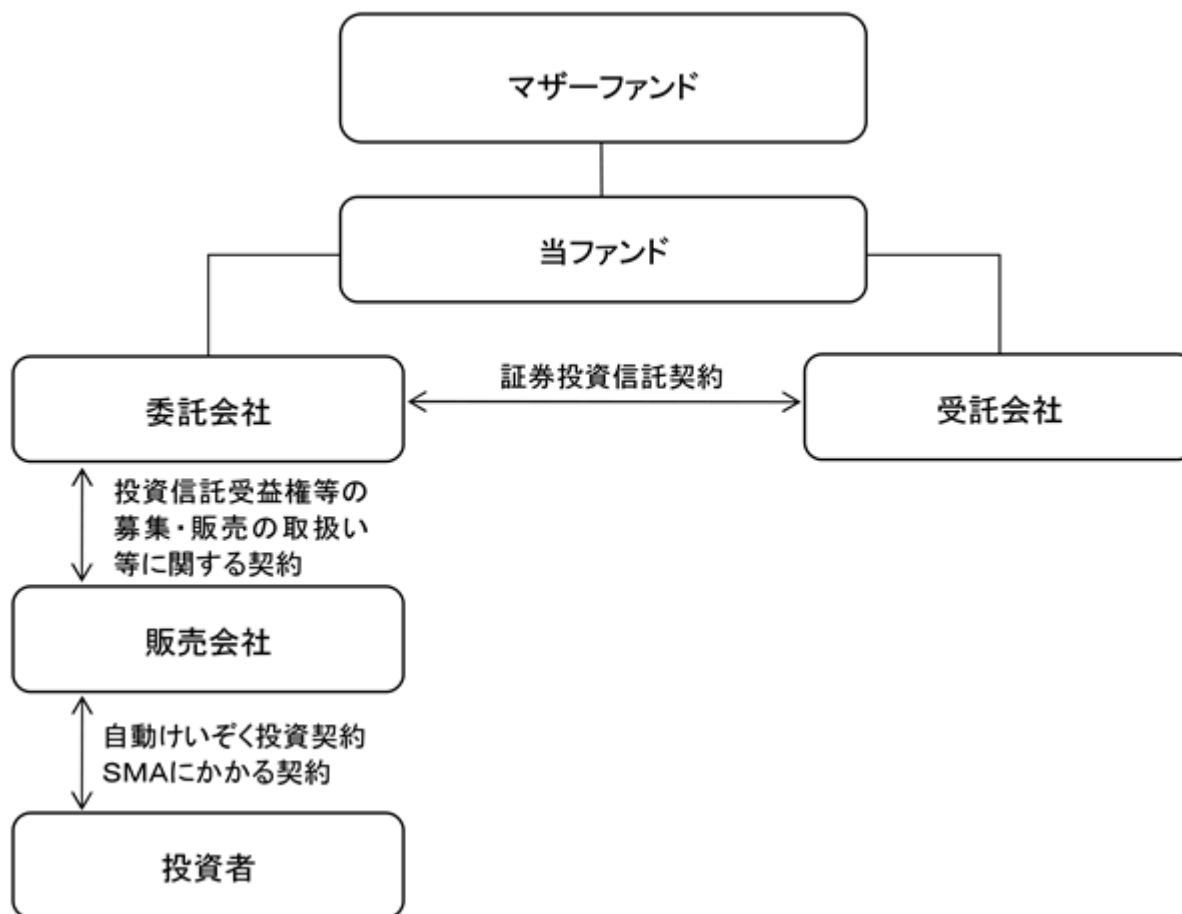 マザーファンド
当ファンド
証券投資信託契約
委託会社
受託会社
投資信託受益権等の
募集・販売の取扱い
等に関する契約
販売会社
自動けいぞく投資契約
SMAにかかる契約
投資者